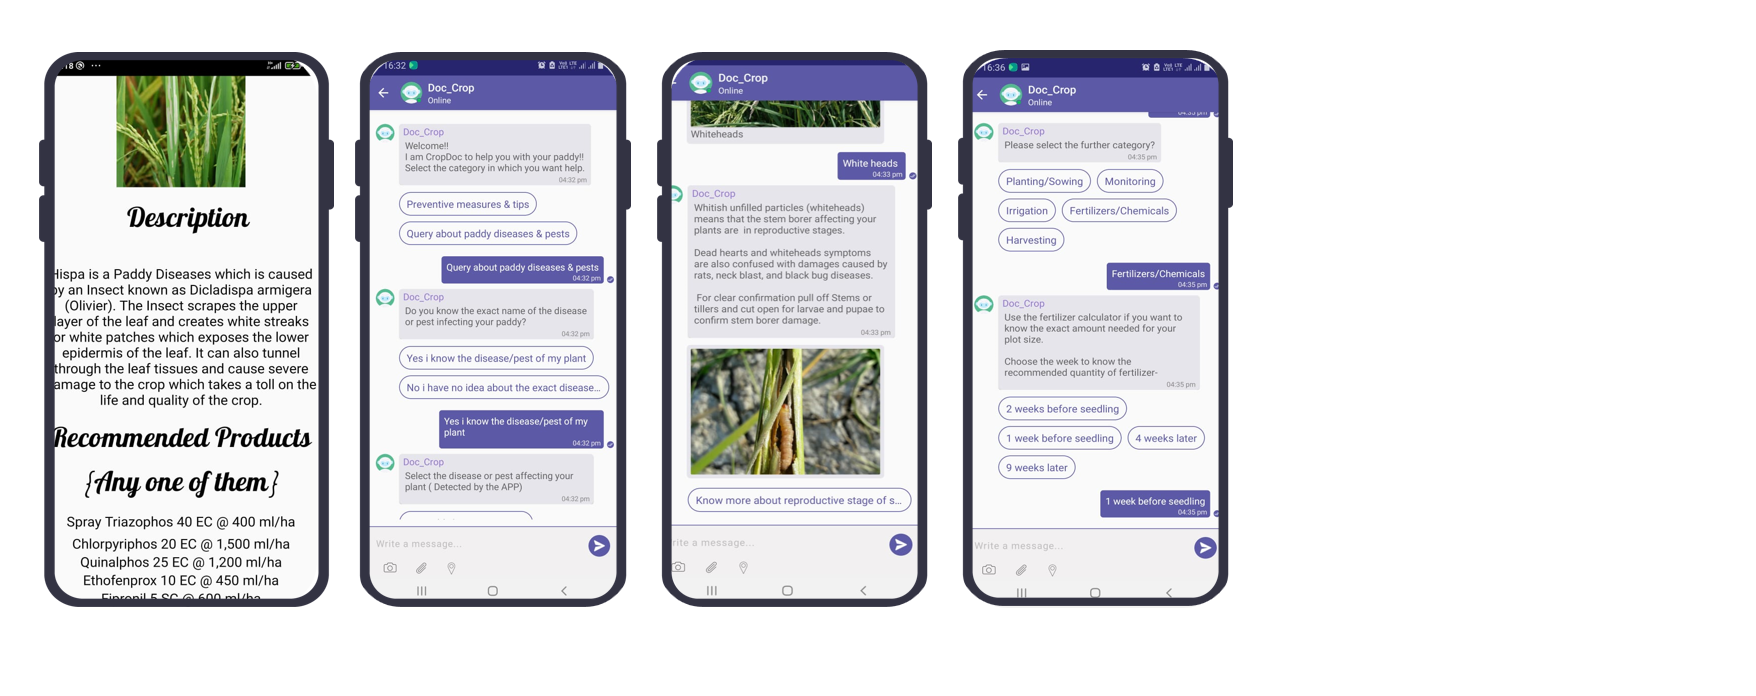 Description
Hispa is a Paddy Diseases which is caused
by an Insect known as Dicladispa armigera
(Olivier). The Insect scrapes the upper
layer of the leaf and creates white streaks
or white patches which exposes the lower
epidermis of the leaf. It can also tunnel
through the leaf tissues and cause severe
damage to the crop which takes a toll on the
life and quality of the crop.
Recommended Products
{Any one of them}
Spray Triazophos 40 EC @ 400 ml/ha
Chlorpyriphos 20 EC @ 1,500 ml/ha
Quinalphos 25 EC @ 1,200 ml/ha
Ethofenprox 10 EC @ 450 ml/ha
Fipronil 5 SC @ 600 ml/ha
16:32
Doc_Crop
Online
Doc_Crop
Welcome!!
I am CropDoc to help you with your paddy!!
Select the category in which you want help.
04:32 pm
Preventive measures & tips
Query about paddy diseases & pests
Query about paddy diseases & pests
04:32 pm
Doc_Crop
Do you know the exact name of the disease
or pest infecting your paddy?
04:32 pm
Yes i know the disease/pest of my plant
No i have no idea about the exact disease...
Yes i know the disease/pest of my
plant
04:32 pm
Doc_Crop
Select the disease or pest affecting your
plant ( Detected by the APP)
04:32 pm
Write a message...
Doc_Crop
Online
Whiteheads
White heads
04:33 pm
Doc_Crop
Whitish unfilled particles (whiteheads)
means that the stem borer affecting your
plants are in reproductive stages.
Dead hearts and whiteheads symptoms
are also confused with damages caused by
rats, neck blast, and black bug diseases.
For clear confirmation pull off Stems or
tillers and cut open for larvae and pupae to
confirm stem borer damage.
04:33 pm
Know more about reproductive stage of s...
rite a message...
16:36
Doc_Crop
Online
04:35 pm
Doc_Crop
Please select the further category?
04:35 pm
Planting/Sowing Monitoring
Irrigation Fertilizers/Chemicals
Harvesting
Fertilizers/Chemicals
04:35 pm
Doc_Crop
Use the fertilizer calculator if you want to
know the exact amount needed for your
plot size.
Choose the week to know the
recommended quantity of fertilizer-
04:35 pm
2 weeks before seedling
1 week before seedling 4 weeks later
9 weeks later
1 week before seedling
04:35 pm
Write a message...